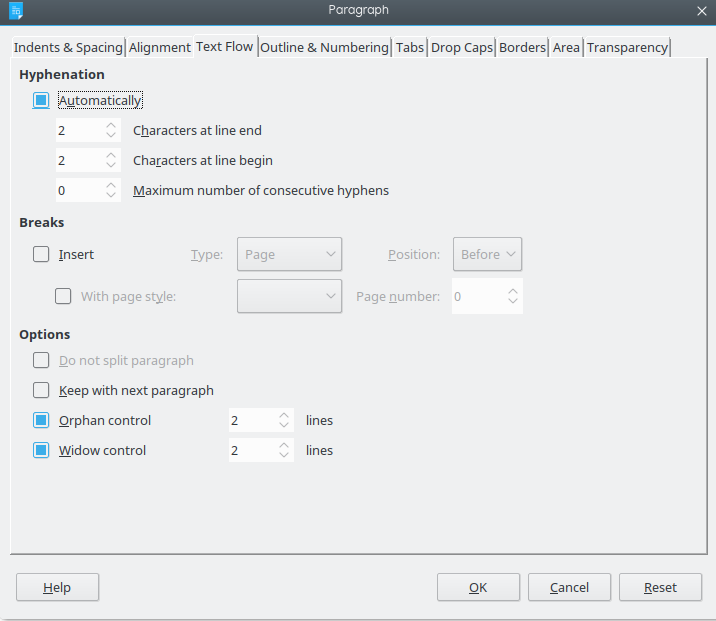 Paragraph
Indents & Spacing Alignment Text Flow Outline & Numbering Tabs Drop Caps Borders Area Transparency
Hyphenation
Automatically
2 Characters at line end
2 Characters at line begin
0 Maximum number of consecutive hyphens
Breaks
Insert Type: Page Position: Before
With page style: Page number: 0
Options
Do not split paragraph
Keep with next paragraph
Orphan control 2 lines
Widow control 2 lines
Help OK Cancel Reset